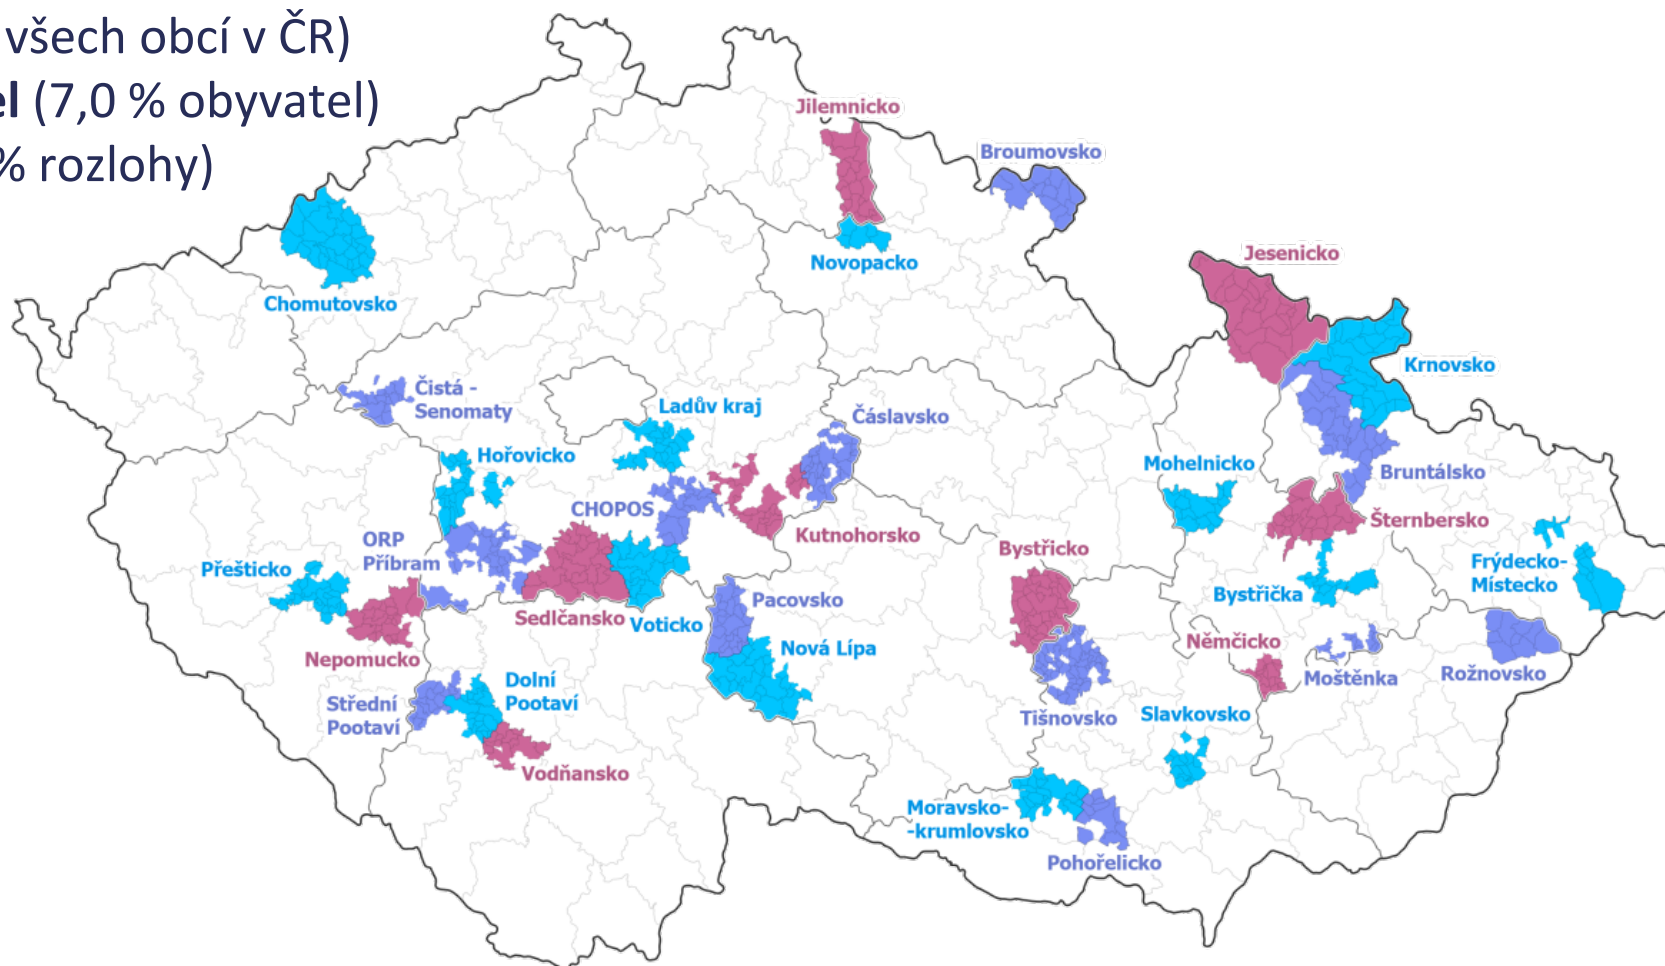 všech obcí v ČR)
el (7,0 % obyvatel)
% rozlohy)
Jilemnicko
Broumovsko
Novopacko
Jesenicko
Chomutovsko
Krnovsko
Čistá -
Senomaty
Ladův kraj
Čáslavsko
Hořovicko
Mohelnicko
Bruntálsko
CHOPOS
Kutnohorsko
Šternbersko
ORP
Příbram
Bystřicko
Přešticko
Frýdecko-
Místecko
Bystřička
Pacovsko
Sedlčansko
Voticko
Nová Lípa
Němčicko
Nepomucko
Moštěnka
Rožnovsko
Dolní
Pootaví
Střední
Pootaví
Tišnovsko
Slavkovsko
Vodňansko
Moravsko-
-krumlovsko
Pohořelicko